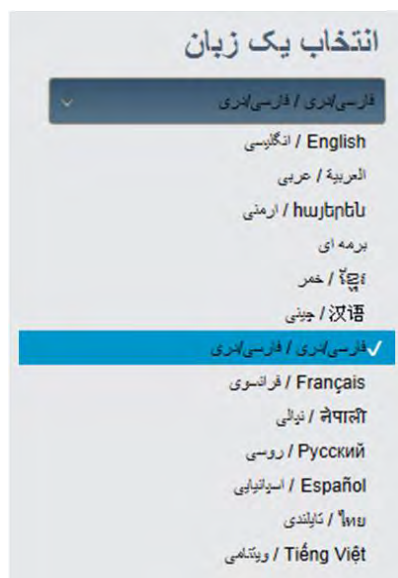 انتخاب یک زبان
فارسی/دری / فارسی/دری
English / انگلیسی
العربية / عربی
հայերեն / ارمنی
برمه ای
ខ្មែរ / خمر
汉语 / چینی
فارسی/دری / فارسی/دری
Français / فرانسوی
नेपाली / نیپالی
Русский / روسی
Español / اسپانیایی
ไทย / تایلندی
Tiếng Việt / ویتنامی